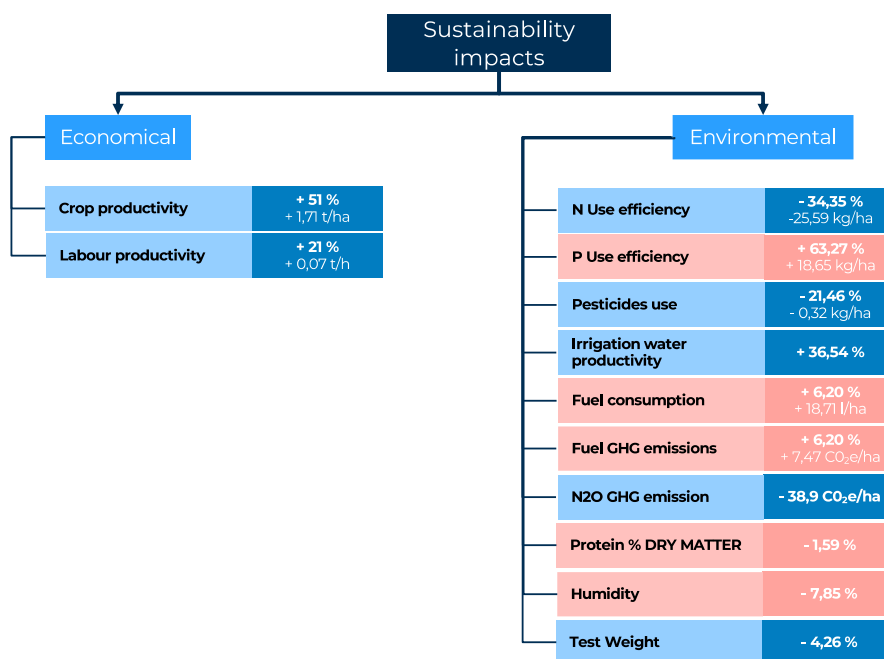 Sustainability
impacts
Economical
Crop productivity
+ 51 %
+ 1,71 t/ha
Labour productivity
+ 21 %
+ 0,07 t/h
Environmental
N Use efficiency
- 34,35 %
-25,59 kg/ha
P Use efficiency
+ 63,27 %
+ 18,65 kg/ha
Pesticides use
- 21,46 %
- 0,32 kg/ha
Irrigation water
productivity
+ 36,54 %
Fuel consumption
+ 6,20 %
+ 18,71 l/ha
Fuel GHG emissions
+ 6,20 %
+ 7,47 C0₂e/ha
N2O GHG emission
- 38,9 C0₂e/ha
Protein % DRY MATTER
- 1,59 %
Humidity
- 7,85 %
Test Weight
- 4,26 %